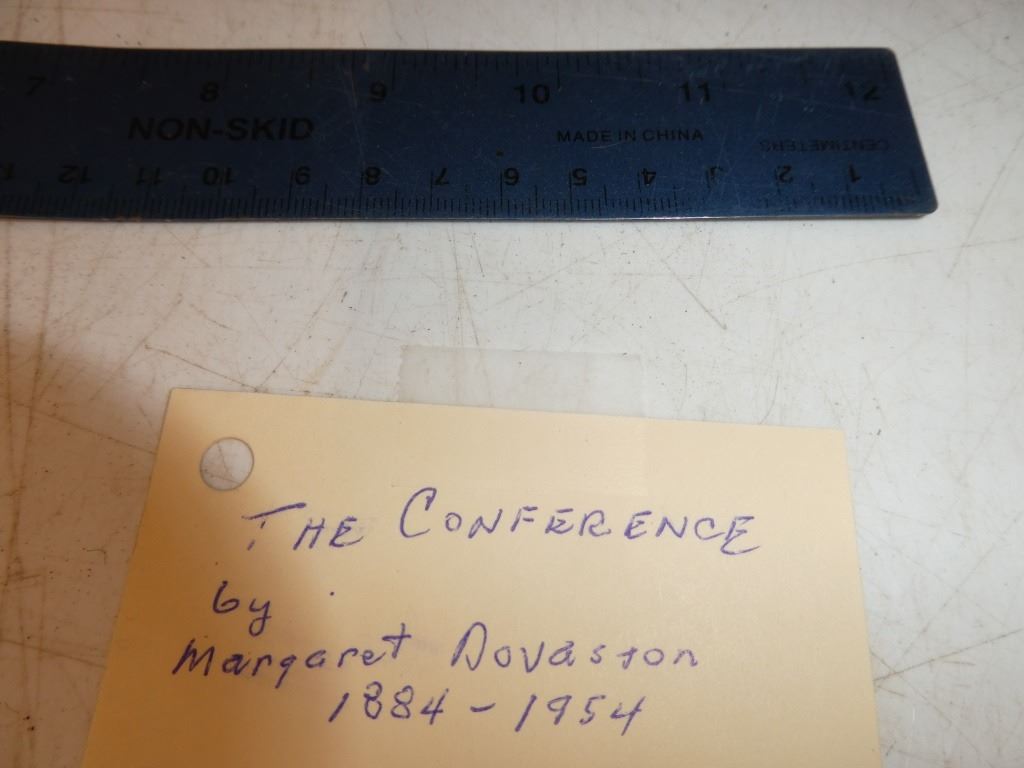 7 8 9 10 11 12
NON-SKID MADE IN CHINA CENTIMETERS
13 12 11 10 9 8 7 6 5 4 3 2 1
THE CONFERENCE
by
Margaret Dovaston
1884 - 1954